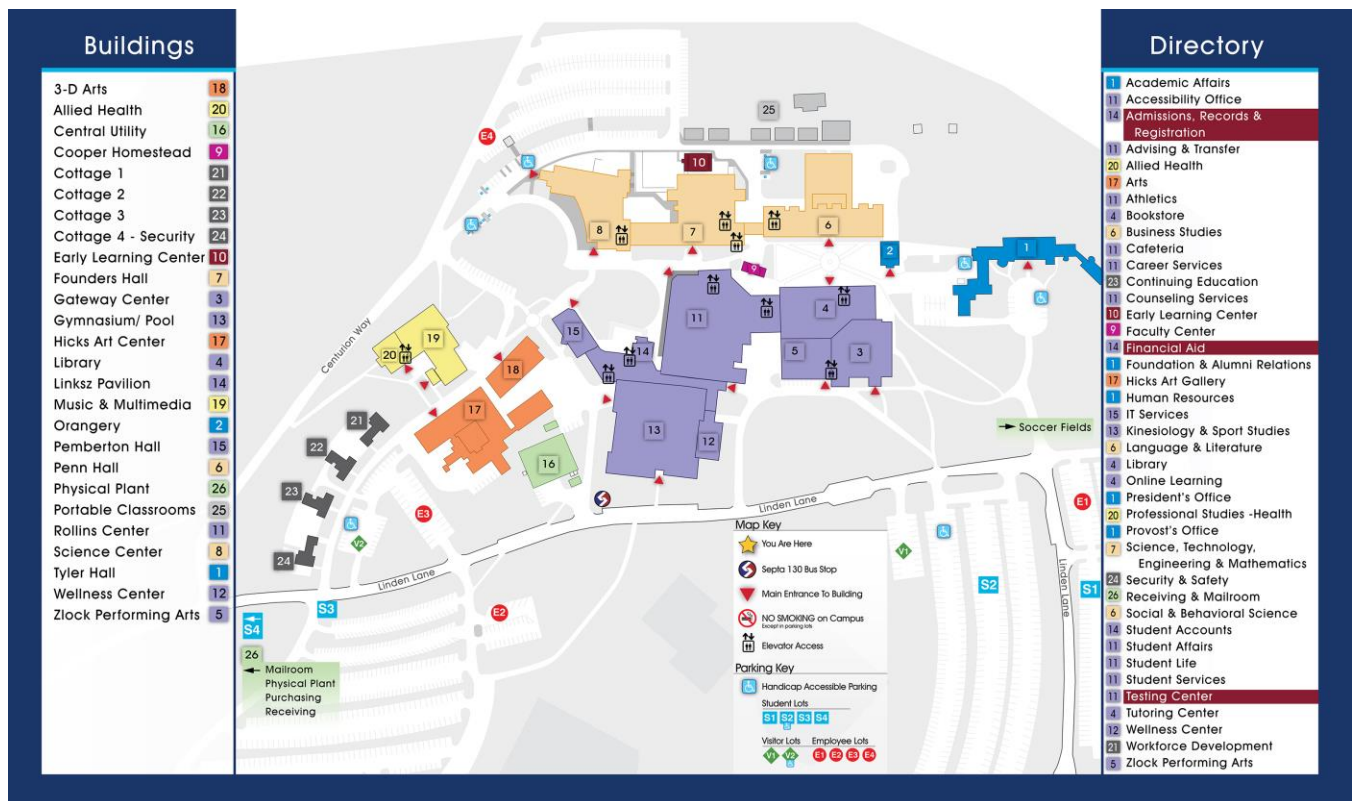 Buildings
3-D Arts 18
Allied Health 20
Central Utility 16
Cooper Homestead 9
Cottage 1 21
Cottage 2 22
Cottage 3 23
Cottage 4 - Security 24
Early Learning Center 10
Founders Hall 7
Gateway Center 3
Gymnasium/ Pool 13
Hicks Art Center 17
Library 4
Linksz Pavilion 14
Music & Multimedia 19
Orangery 2
Pemberton Hall 15
Penn Hall 6
Physical Plant 26
Portable Classrooms 25
Rollins Center 11
Science Center 8
Tyler Hall 1
Wellness Center 12
Zlock Performing Arts 5
25
E4
10
8
7
6
2
1
9
11
4
15
14
5
3
Centurion Way
20
19
18
17
21
22
13
12
16
Soccer Fields
23
E3
V2
24
Linden Lane
Linden Lane
Linden Lane
E1
V1
S2
S1
S3
S4
E2
26
Mailroom
Physical Plant
Purchasing
Receiving
Map Key
You Are Here
Septa 130 Bus Stop
Main Entrance To Building
NO SMOKING on Campus
Except in parking lots
Elevator Access
Parking Key
Handicap Accessible Parking
Student Lots
S1 S2 S3 S4
Visitor Lots Employee Lots
V1 V2 E1 E2 E3 E4
Directory
1 Academic Affairs
11 Accessibility Office
14 Admissions, Records &
Registration
11 Advising & Transfer
20 Allied Health
17 Arts
11 Athletics
4 Bookstore
6 Business Studies
11 Cafeteria
11 Career Services
23 Continuing Education
11 Counseling Services
10 Early Learning Center
9 Faculty Center
14 Financial Aid
1 Foundation & Alumni Relations
17 Hicks Art Gallery
1 Human Resources
15 IT Services
13 Kinesiology & Sport Studies
6 Language & Literature
4 Library
4 Online Learning
1 President's Office
20 Professional Studies -Health
1 Provost's Office
7 Science, Technology,
Engineering & Mathematics
24 Security & Safety
26 Receiving & Mailroom
6 Social & Behavioral Science
14 Student Accounts
11 Student Affairs
11 Student Life
11 Student Services
11 Testing Center
4 Tutoring Center
12 Wellness Center
21 Workforce Development
5 Zlock Performing Arts